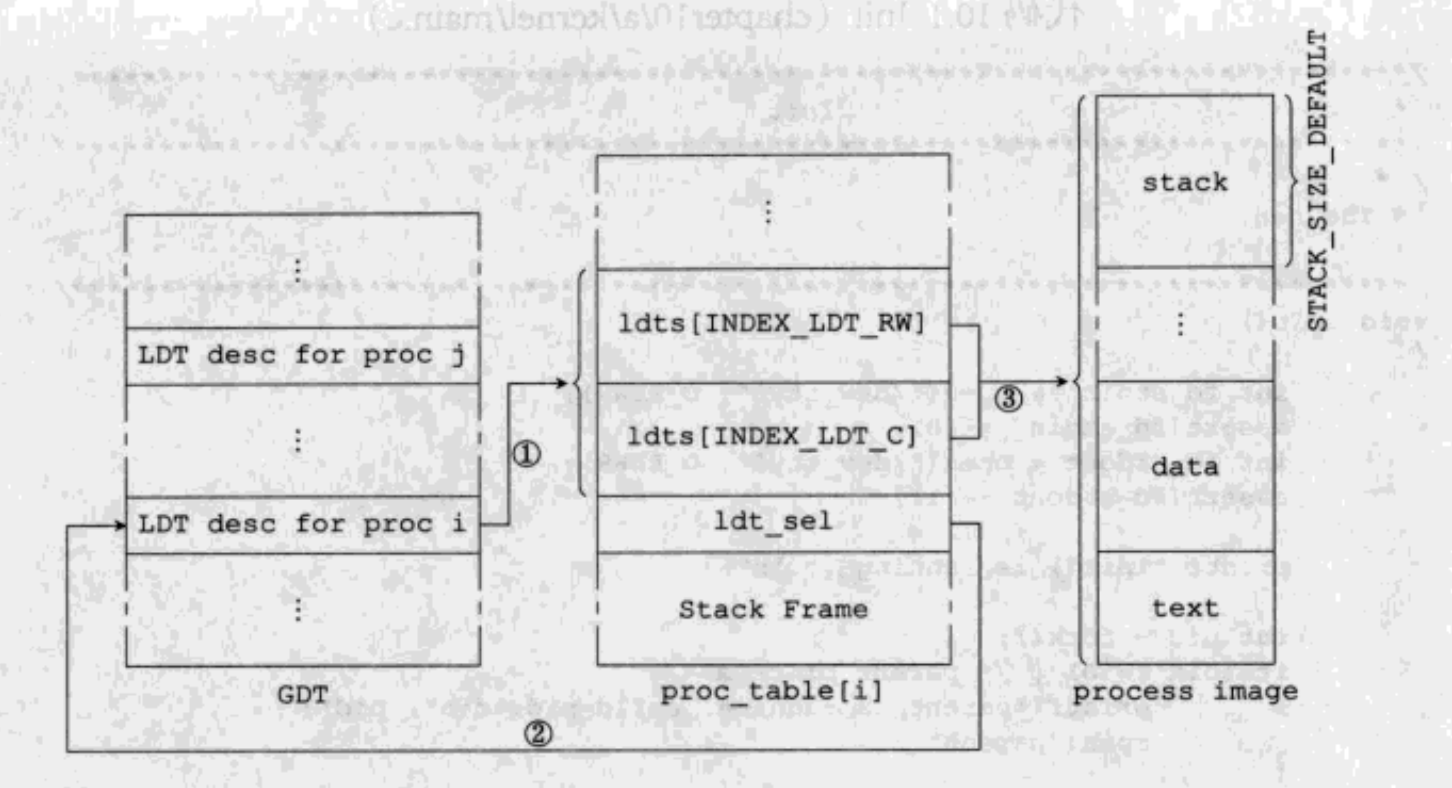 STACK_SIZE_DEFAULT
stack
⋮
⋮
ldts[INDEX_LDT_RW]
⋮
LDT desc for proc j
③
ldts[INDEX_LDT_C]
⋮
①
data
LDT desc for proc i
ldt_sel
⋮
Stack Frame
text
GDT
proc_table[i]
process image
②